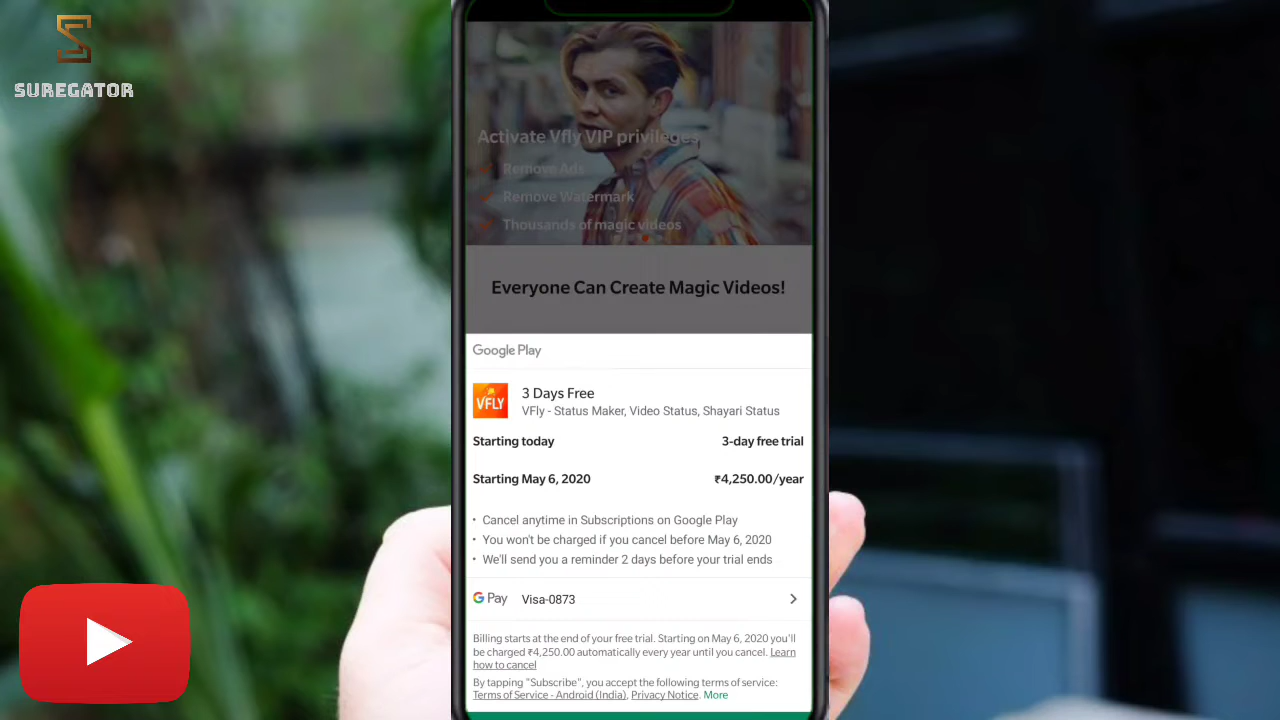 SUREGATOR
Activate Vfly VIP privileges
Remove Ads
Remove Watermark
Thousands of magic videos
Everyone Can Create Magic Videos!
Google Play
VFLY
3 Days Free
VFly - Status Maker, Video Status, Shayari Status
Starting today 3-day free trial
Starting May 6, 2020 ₹4,250.00/year
• Cancel anytime in Subscriptions on Google Play
• You won't be charged if you cancel before May 6, 2020
• We'll send you a reminder 2 days before your trial ends
G Pay Visa-0873
Billing starts at the end of your free trial. Starting on May 6, 2020 you'll
be charged ₹4,250.00 automatically every year until you cancel. Learn
how to cancel
By tapping "Subscribe", you accept the following terms of service:
Terms of Service - Android (India), Privacy Notice. More